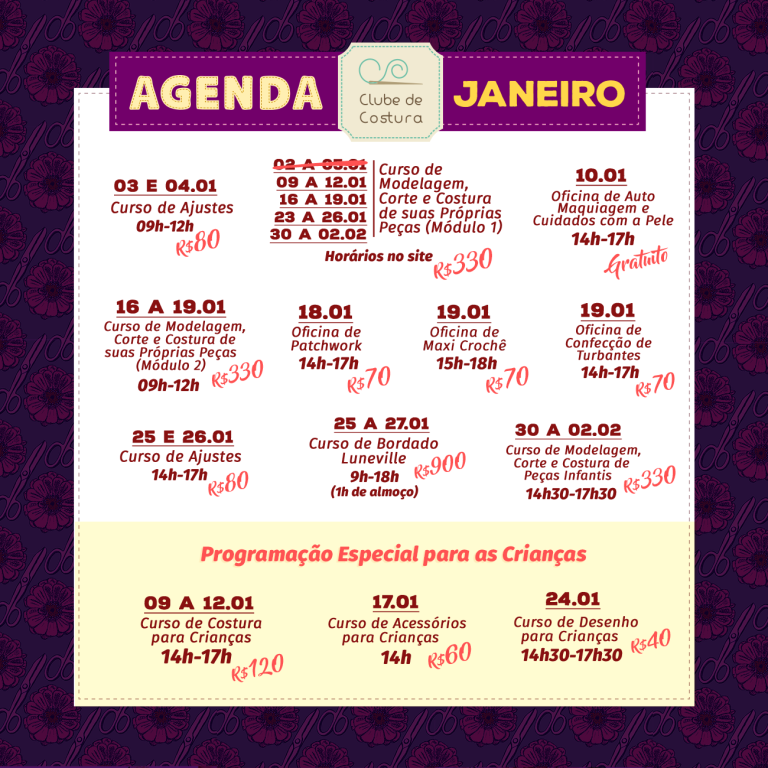 AGENDA
Clube de
Costura
JANEIRO
03 E 04.01
Curso de Ajustes
09h-12h
R$80
02 A 05.01
09 A 12.01
16 A 19.01
23 A 26.01
30 A 02.02
Curso de
Modelagem,
Corte e Costura
de suas Próprias
Peças (Módulo 1)
Horários no site
R$330
10.01
Oficina de Auto
Maquiagem e
Cuidados com a Pele
14h-17h
Gratuito
16 A 19.01
Curso de Modelagem,
Corte e Costura de
suas Próprias Peças
(Módulo 2)
09h-12h
R$330
18.01
Oficina de
Patchwork
14h-17h
R$70
19.01
Oficina de
Maxi Crochê
15h-18h
R$70
19.01
Oficina de
Confecção de
Turbantes
14h-17h
R$70
25 E 26.01
Curso de Ajustes
14h-17h
R$80
25 A 27.01
Curso de Bordado
Luneville
9h-18h
(1h de almoço)
R$900
30 A 02.02
Curso de Modelagem,
Corte e Costura de
Peças Infantis
14h30-17h30
R$330
Programação Especial para as Crianças
09 A 12.01
Curso de Costura
para Crianças
14h-17h
R$120
17.01
Curso de Acessórios
para Crianças
14h
R$60
24.01
Curso de Desenho
para Crianças
14h30-17h30
R$40